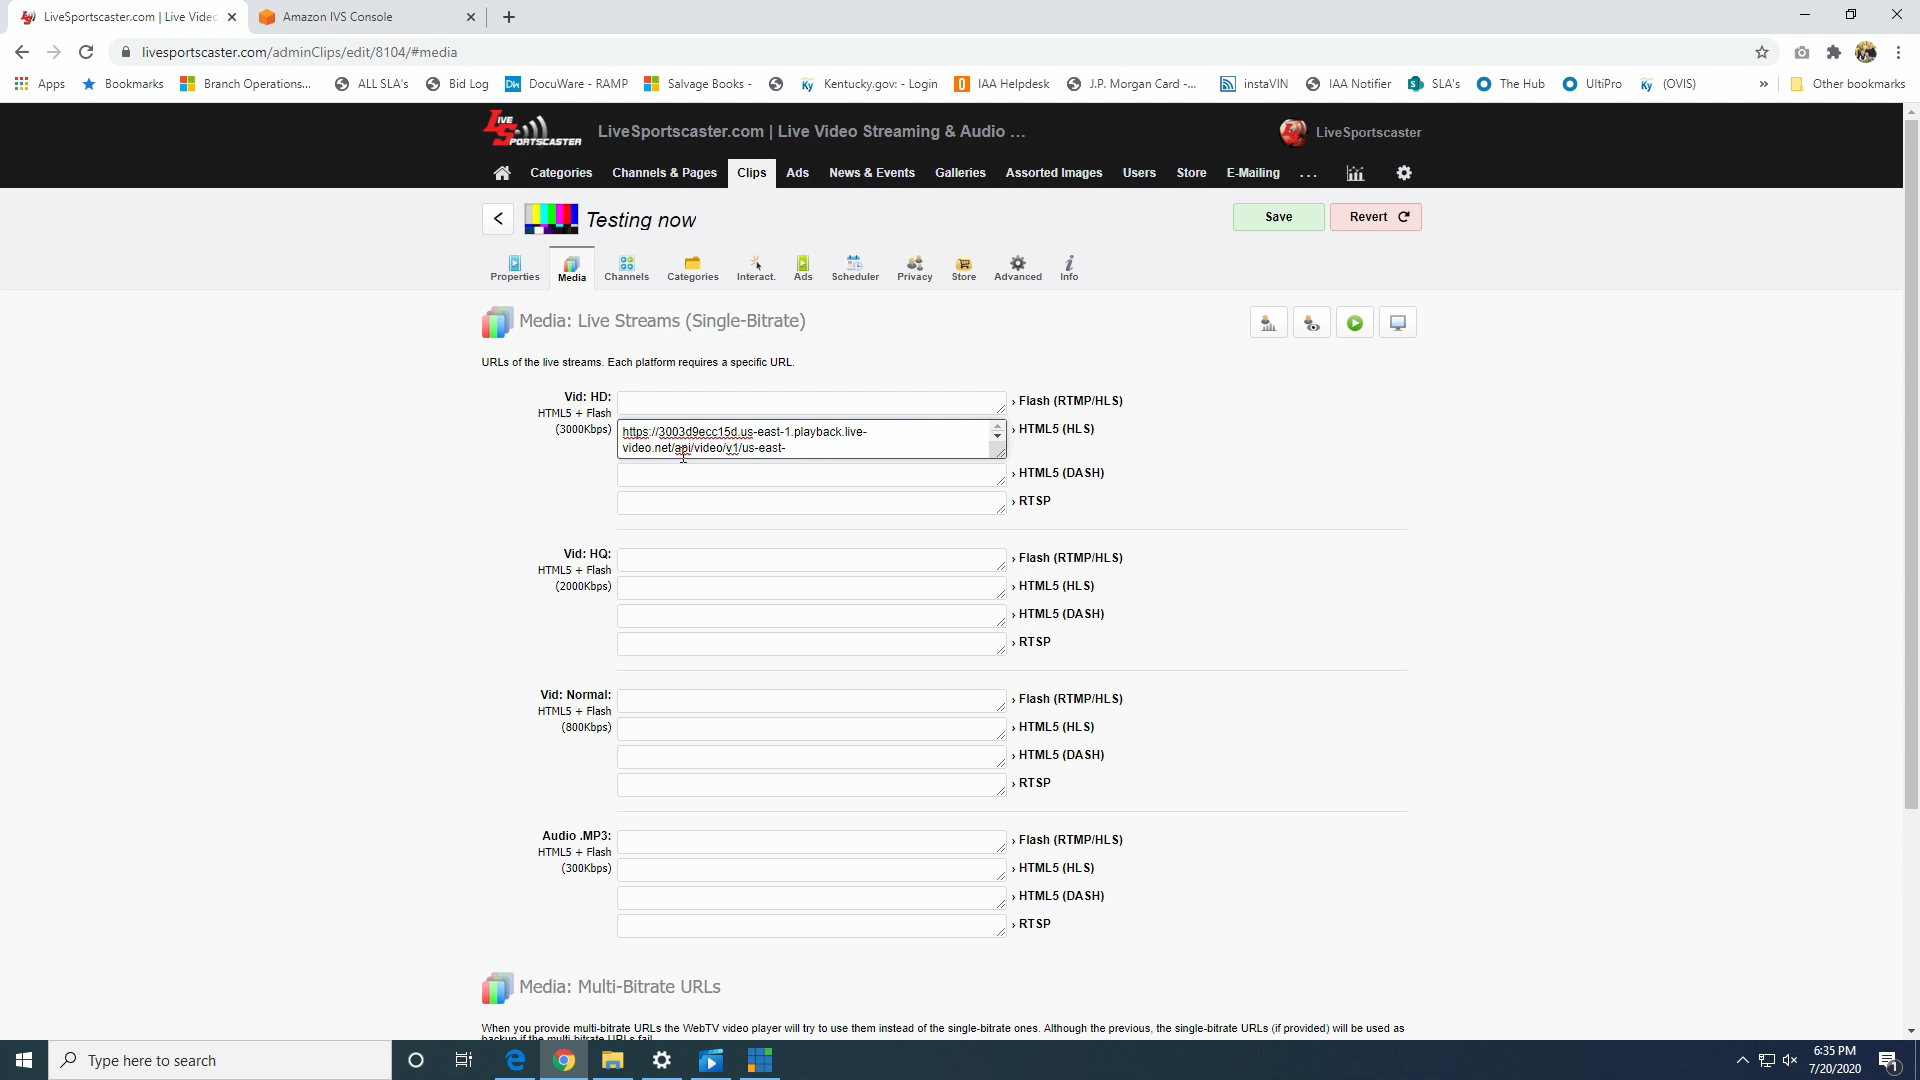 LiveSportscaster.com | Live Video
Amazon IVS Console
livesportscaster.com/adminClips/edit/8104/#media
Apps
Bookmarks
Branch Operations...
ALL SLA's
Bid Log
DocuWare - RAMP
Salvage Books -
Kentucky.gov: - Login
IAA Helpdesk
J.P. Morgan Card -...
instaVIN
IAA Notifier
SLA's
The Hub
UltiPro
(OVIS)
»
Other bookmarks
LIVE SPORTSCASTER
LiveSportscaster.com | Live Video Streaming & Audio ...
LiveSportscaster
Categories
Channels & Pages
Clips
Ads
News & Events
Galleries
Assorted Images
Users
Store
E-Mailing
...
Testing now
Save
Revert
Properties
Media
Channels
Categories
Interact.
Ads
Scheduler
Privacy
Store
Advanced
Info
Media: Live Streams (Single-Bitrate)
URLs of the live streams. Each platform requires a specific URL.
Vid: HD:
HTML5 + Flash
(3000Kbps)
› Flash (RTMP/HLS)
https://3003d9ecc15d.us-east-1.playback.live-
video.net/api/video/v1/us-east-
› HTML5 (HLS)
› HTML5 (DASH)
› RTSP
Vid: HQ:
HTML5 + Flash
(2000Kbps)
› Flash (RTMP/HLS)
› HTML5 (HLS)
› HTML5 (DASH)
› RTSP
Vid: Normal:
HTML5 + Flash
(800Kbps)
› Flash (RTMP/HLS)
› HTML5 (HLS)
› HTML5 (DASH)
› RTSP
Audio .MP3:
HTML5 + Flash
(300Kbps)
› Flash (RTMP/HLS)
› HTML5 (HLS)
› HTML5 (DASH)
› RTSP
Media: Multi-Bitrate URLs
When you provide multi-bitrate URLs the WebTV video player will try to use them instead of the single-bitrate ones. Although the previous, the single-bitrate URLs (if provided) will be used as
backup if the multi-bitrate URLs fail.
Type here to search
6:35 PM
7/20/2020
1